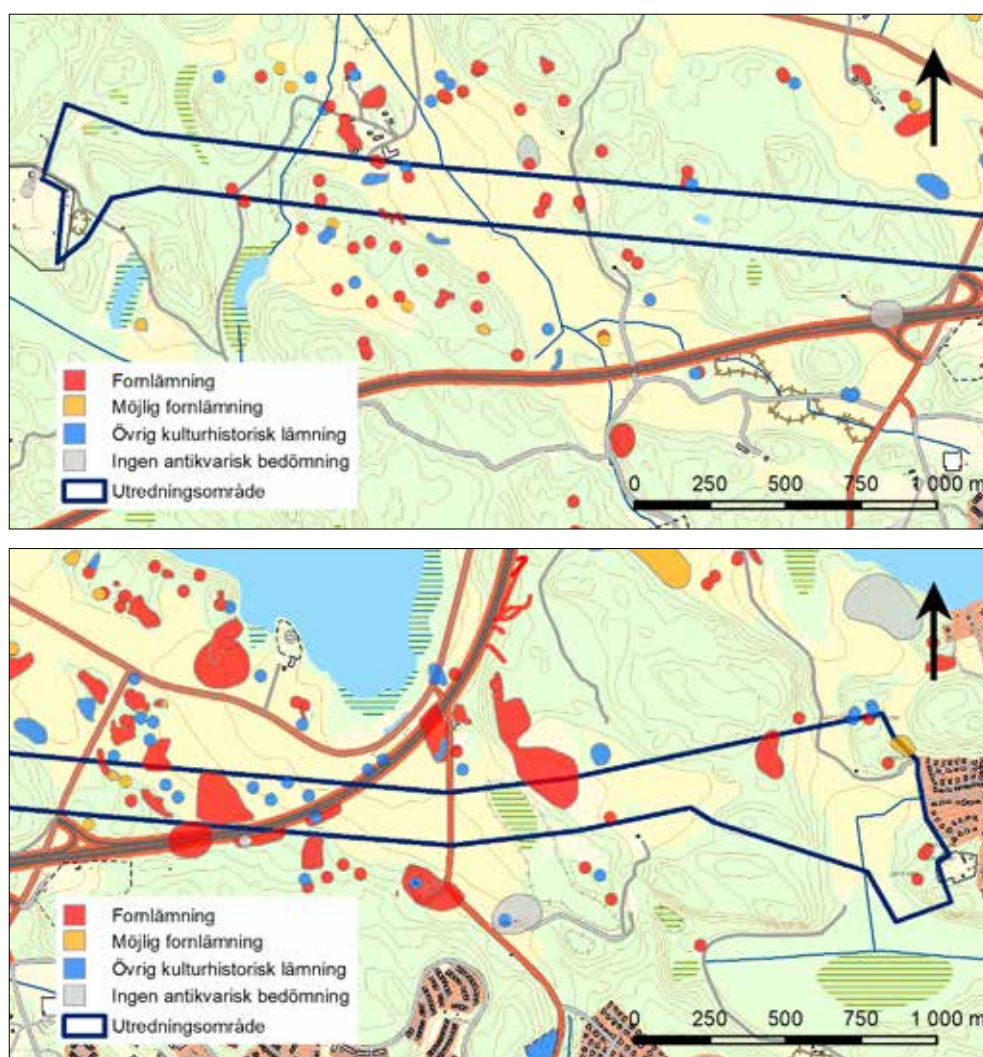 Fornlämning
Möjlig fornlämning
Övrig kulturhistorisk lämning
Ingen antikvarisk bedömning
Utredningsområde
0 250 500 750 1 000 m
Fornlämning
Möjlig fornlämning
Övrig kulturhistorisk lämning
Ingen antikvarisk bedömning
Utredningsområde
0 250 500 750 1 000 m